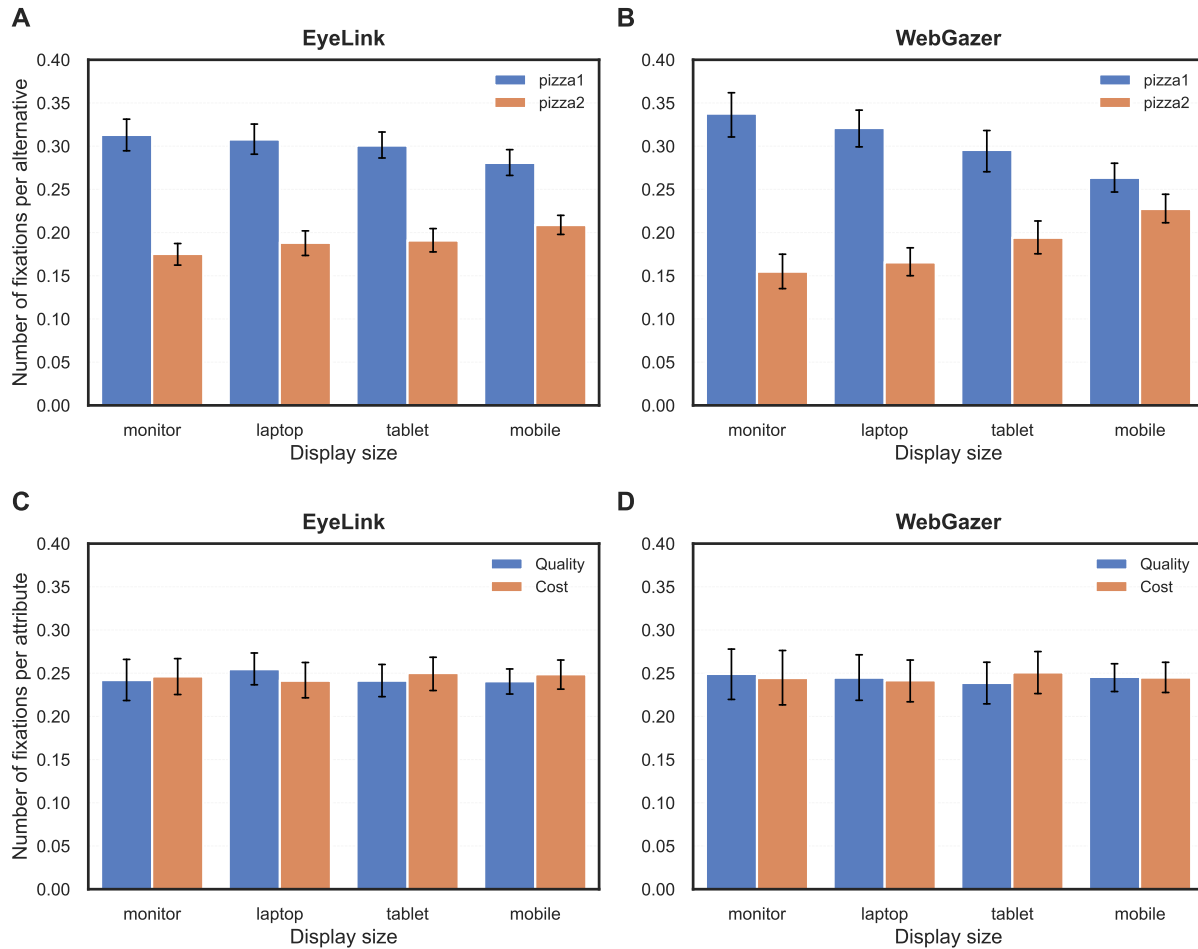 A
EyeLink
Number of fixations per alternative
0.40
0.35
0.30
0.25
0.20
0.15
0.10
0.05
0.00
pizza1
pizza2
monitor laptop tablet mobile
Display size
B
WebGazer
0.40
0.35
0.30
0.25
0.20
0.15
0.10
0.05
0.00
pizza1
pizza2
monitor laptop tablet mobile
Display size
C
EyeLink
Number of fixations per attribute
0.40
0.35
0.30
0.25
0.20
0.15
0.10
0.05
0.00
Quality
Cost
monitor laptop tablet mobile
Display size
D
WebGazer
0.40
0.35
0.30
0.25
0.20
0.15
0.10
0.05
0.00
Quality
Cost
monitor laptop tablet mobile
Display size